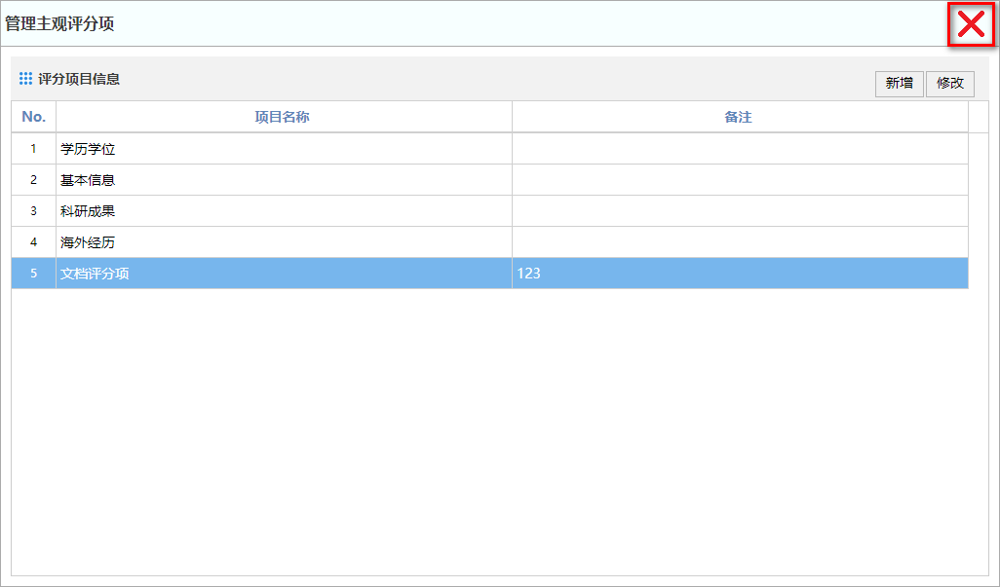 管理主观评分项
评分项目信息
新增 修改
No. 项目名称 备注
1 学历学位
2 基本信息
3 科研成果
4 海外经历
5 文档评分项 123